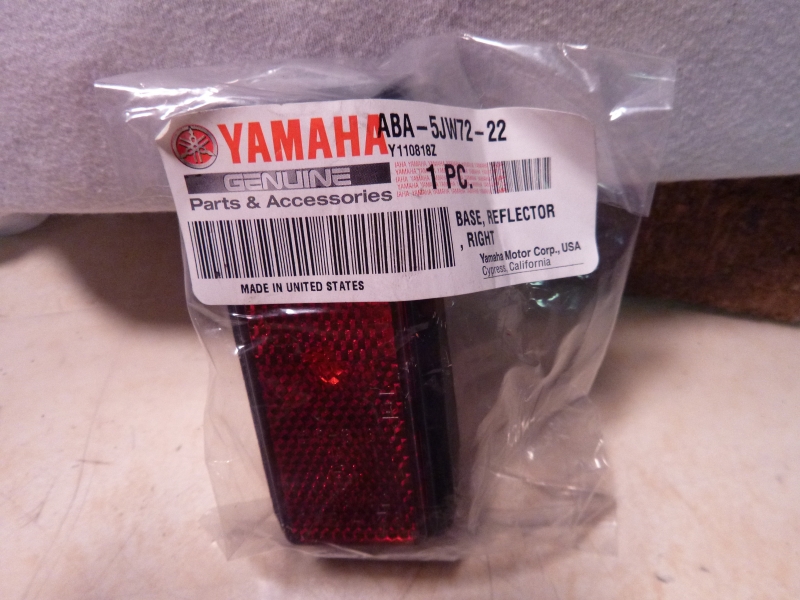 YAMAHA
ABA-5JW72-22
Y110818Z
GENUINE
1 PC.
Parts & Accessories
BASE, REFLECTOR
, RIGHT
Yamaha Motor Corp., USA
Cypress, California
MADE IN UNITED STATES